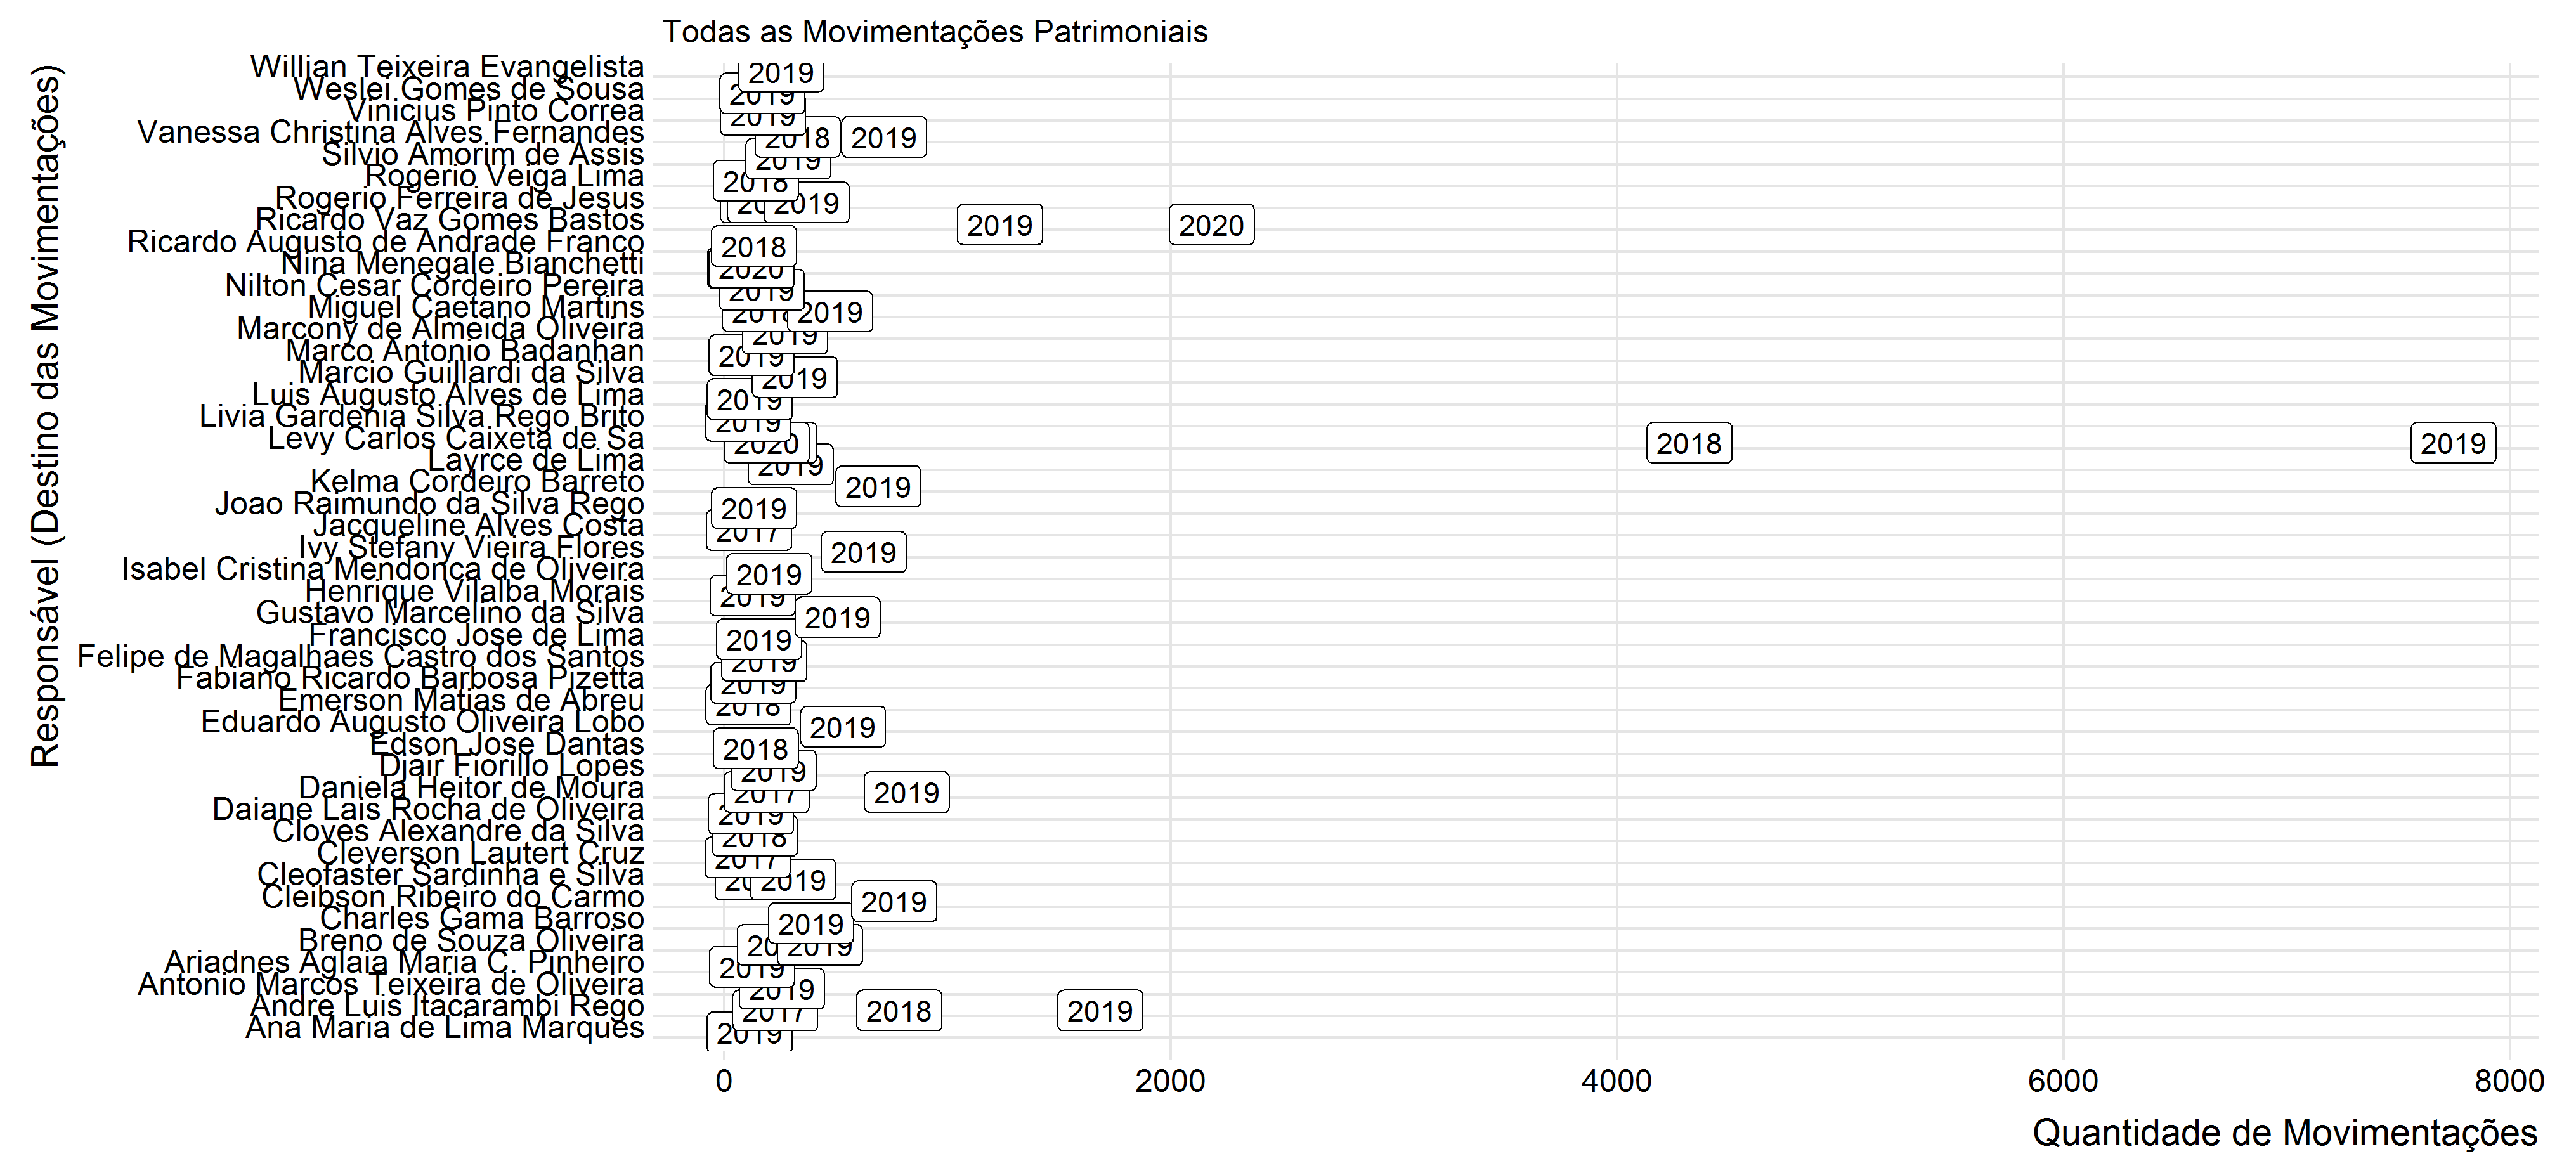 Todas as Movimentações Patrimoniais
Responsável (Destino das Movimentações)
Willian Teixeira Evangelista 2019
Weslei Gomes de Sousa 2019
Vinicius Pinto Correa 2019
Vanessa Christina Alves Fernandes 2018 2019
Silvio Amorim de Assis 2019
Rogerio Veiga Lima 2018
Rogerio Ferreira de Jesus 2019
Ricardo Vaz Gomes Bastos 2019 2020
Ricardo Augusto de Andrade Franco 2018
Nina Menegale Bianchetti 2020
Nilton Cesar Cordeiro Pereira 2019
Miguel Caetano Martins 2018 2019
Marcony de Almeida Oliveira 2019
Marco Antonio Badanhan 2019
Marcio Guillardi da Silva 2019
Luis Augusto Alves de Lima 2019
Livia Gardenia Silva Rego Brito 2019
Levy Carlos Caixeta de Sa 2020 2018 2019
Layrce de Lima 2019
Kelma Cordeiro Barreto 2019
Joao Raimundo da Silva Rego 2019
Jacqueline Alves Costa 2017
Ivy Stefany Vieira Flores 2019
Isabel Cristina Mendonca de Oliveira 2019
Henrique Vilalba Morais 2019
Gustavo Marcelino da Silva 2019
Francisco Jose de Lima 2019
Felipe de Magalhaes Castro dos Santos 2019
Fabiano Ricardo Barbosa Pizetta 2019
Emerson Matias de Abreu 2018
Eduardo Augusto Oliveira Lobo 2019
Edson Jose Dantas 2018
Djair Fiorillo Lopes 2019
Daniela Heitor de Moura 2017 2019
Daiane Lais Rocha de Oliveira 2019
Cloves Alexandre da Silva 2018
Cleverson Lautert Cruz 2017
Cleofaster Sardinha e Silva 2019
Cleibson Ribeiro do Carmo 2019
Charles Gama Barroso 2019
Breno de Souza Oliveira 2019
Ariadnes Aglaia Maria C. Pinheiro 2019
Antonio Marcos Teixeira de Oliveira 2019
Andre Luis Itacarambi Rego 2017 2018 2019
Ana Maria de Lima Marques 2019
0 2000 4000 6000 8000
Quantidade de Movimentações